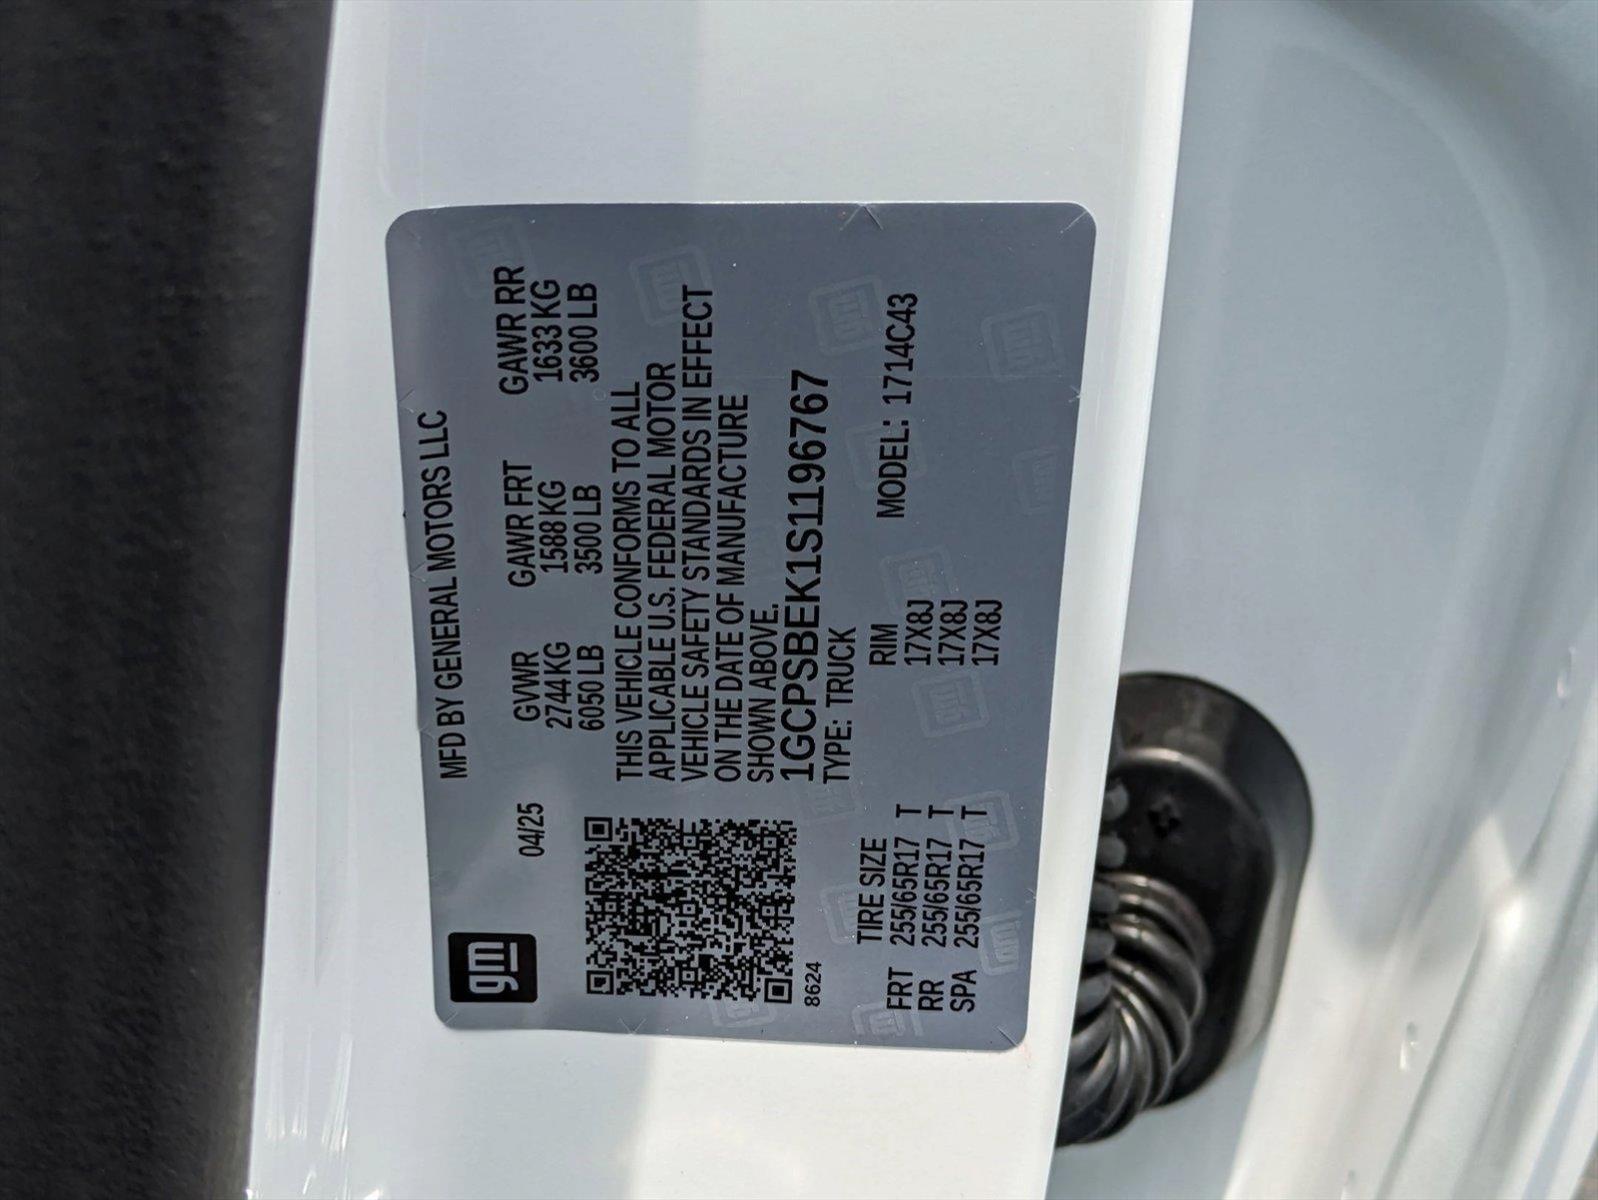 gm
MFD BY GENERAL MOTORS LLC
04/25
GVWR GAWR FRT GAWR RR
2744 KG 1588 KG 1633 KG
6050 LB 3500 LB 3600 LB
THIS VEHICLE CONFORMS TO ALL
APPLICABLE U.S. FEDERAL MOTOR
VEHICLE SAFETY STANDARDS IN EFFECT
ON THE DATE OF MANUFACTURE
SHOWN ABOVE.
1GCPSBEK1S1196767
8624
TYPE: TRUCK
MODEL: 1714C43
TIRE SIZE RIM
FRT 255/65R17 T 17X8J
RR 255/65R17 T 17X8J
SPA 255/65R17 T 17X8J